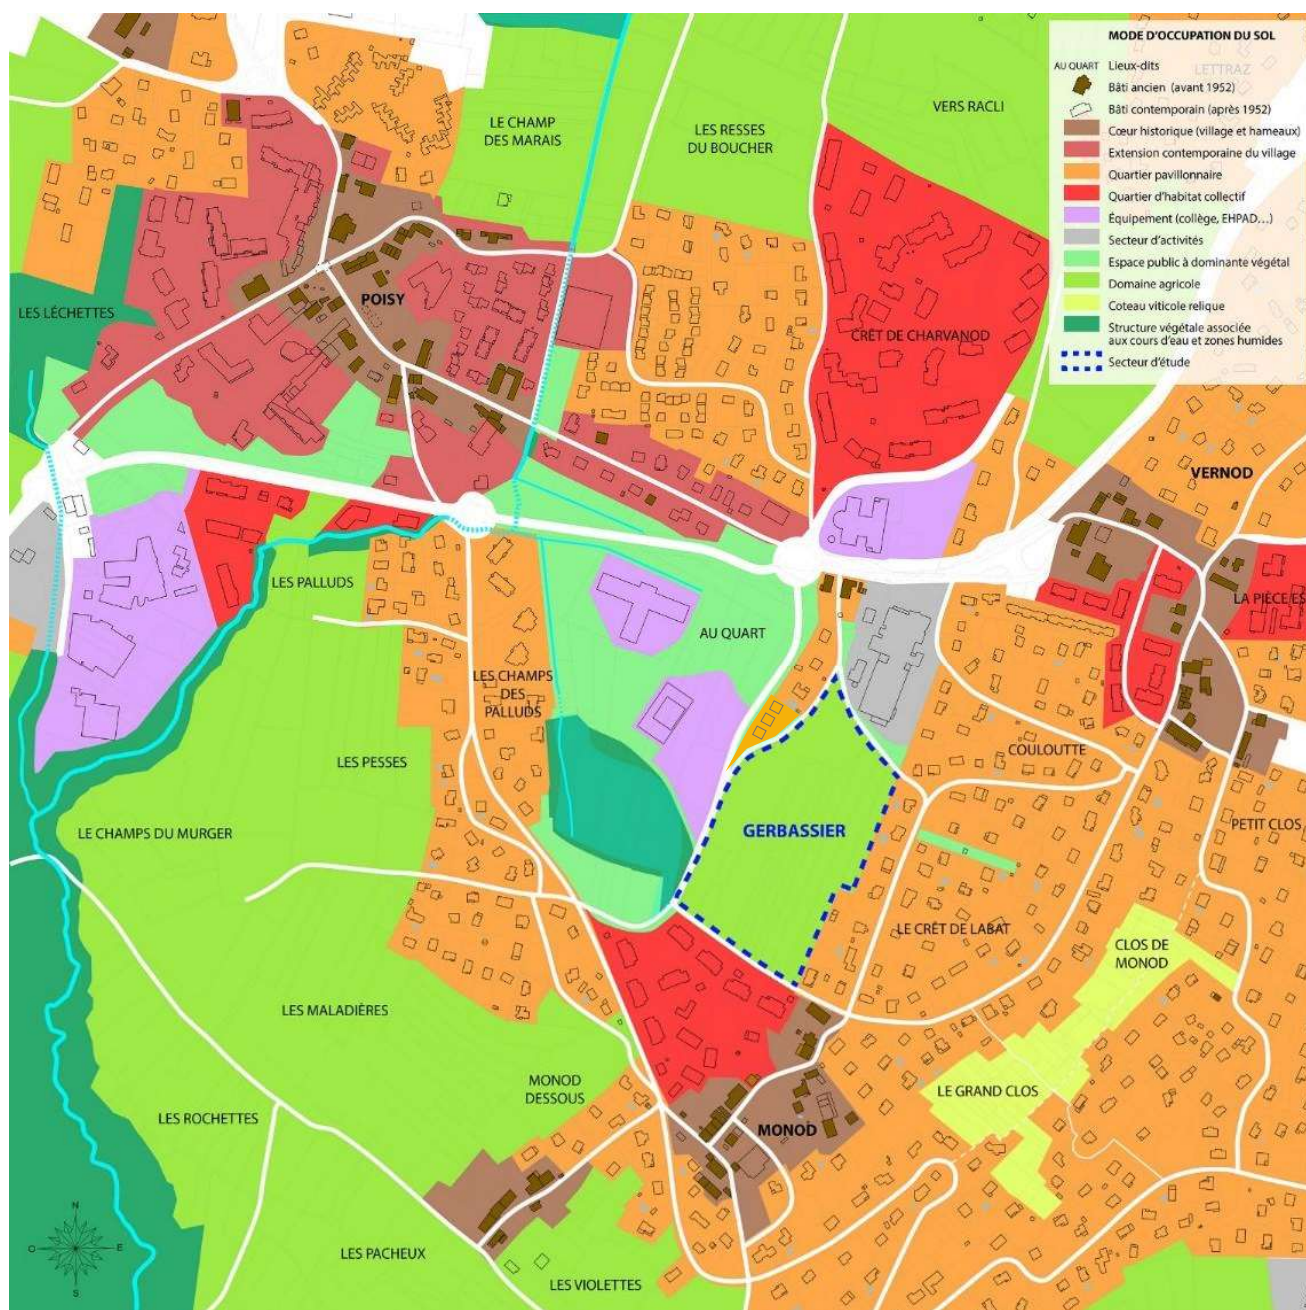 MODE D'OCCUPATION DU SOL
AU QUART Lieux-dits
LETTRAZ
Bâti ancien (avant 1952)
Bâti contemporain (après 1952)
Cœur historique (village et hameaux)
Extension contemporaine du village
Quartier pavillonnaire
Quartier d'habitat collectif
Équipement (collège, EHPAD...)
Secteur d'activités
Espace public à dominante végétal
Domaine agricole
Coteau viticole relique
Structure végétale associée
aux cours d'eau et zones humides
Secteur d'étude
VERS RACLI
LE CHAMP
DES MARAIS
LES RESSES
DU BOUCHER
POISY
LES LÉCHETTES
CRÊT DE CHARVANOD
VERNOD
LES PALLUDS
LA PIÈCE ES
AU QUART
LES CHAMPS
DES
PALLUDS
COULOUTTE
LES PESSES
LE CHAMPS DU MURGER
GERBASSIER
PETIT CLOS
LE CRÊT DE LABAT
CLOS DE
MONOD
LES MALADIÈRES
MONOD
DESSOUS
LE GRAND CLOS
LES ROCHETTES
MONOD
N
O
E
S
LES PACHEUX
LES VIOLETTES